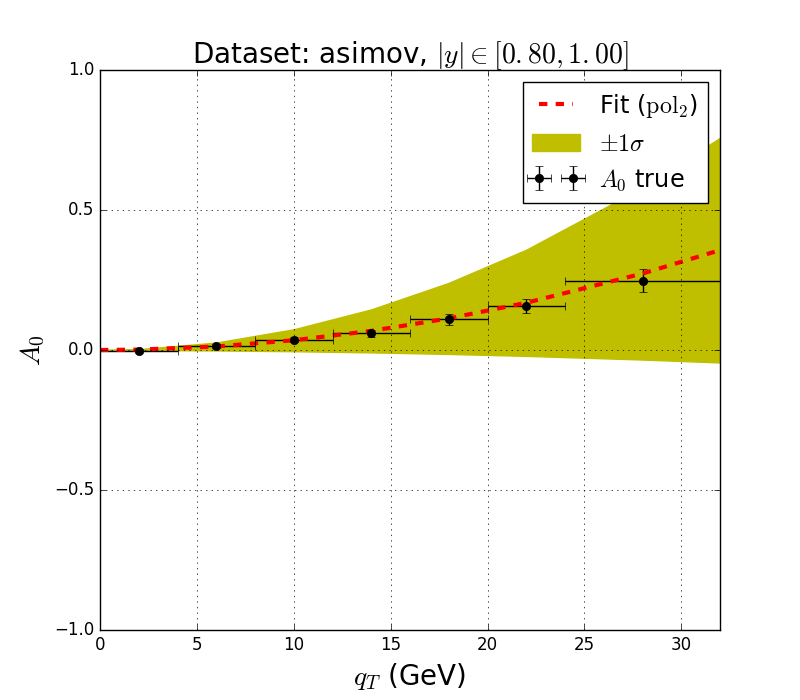 Dataset: asimov, |y| ∈ [0.80, 1.00]
Fit (pol₂)
±1σ
A₀ true
1.0
0.5
0.0
−0.5
−1.0
A₀
0 5 10 15 20 25 30
q_T (GeV)